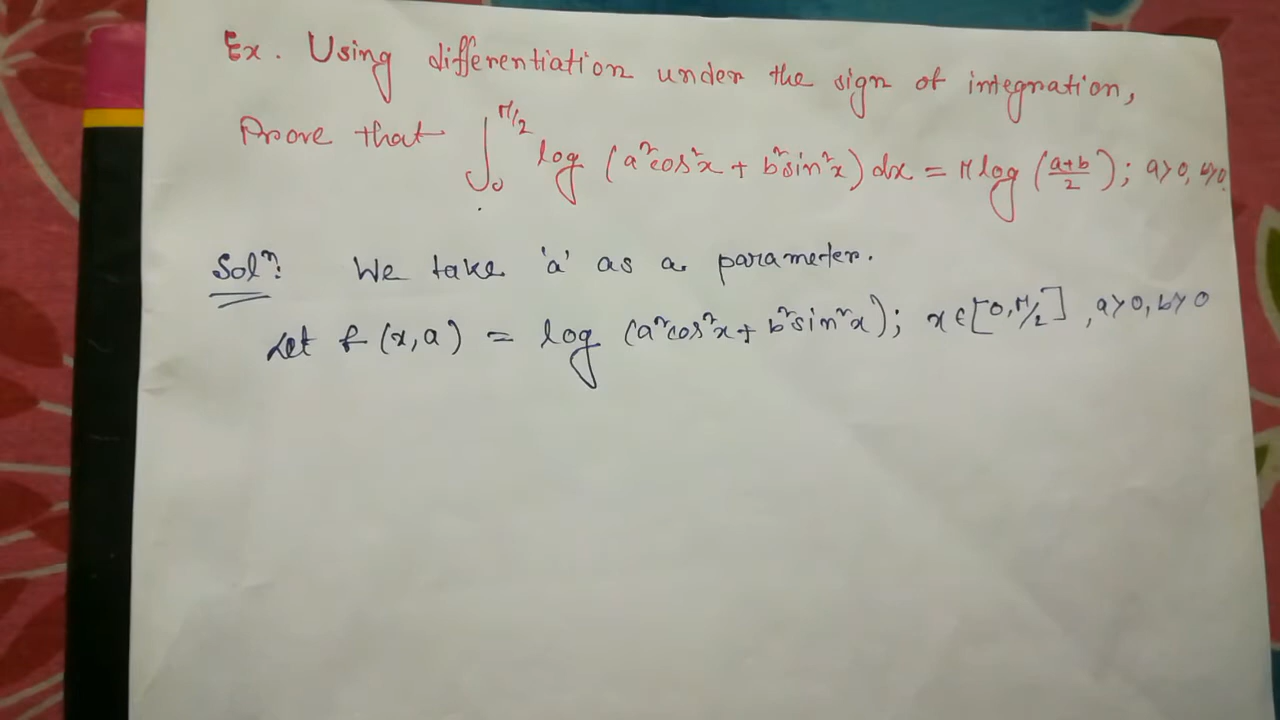 Ex. Using differentiation under the sign of integration,
Prove that ∫₀^{π/2} log (a²cos²x + b²sin²x) dx = π log ((a+b)/2); a>0, b>0.
Solⁿ: We take 'a' as a parameter.
Let f (x,a) = log (a²cos²x + b²sin²x); x ∈ [0, π/2], a>0, b>0